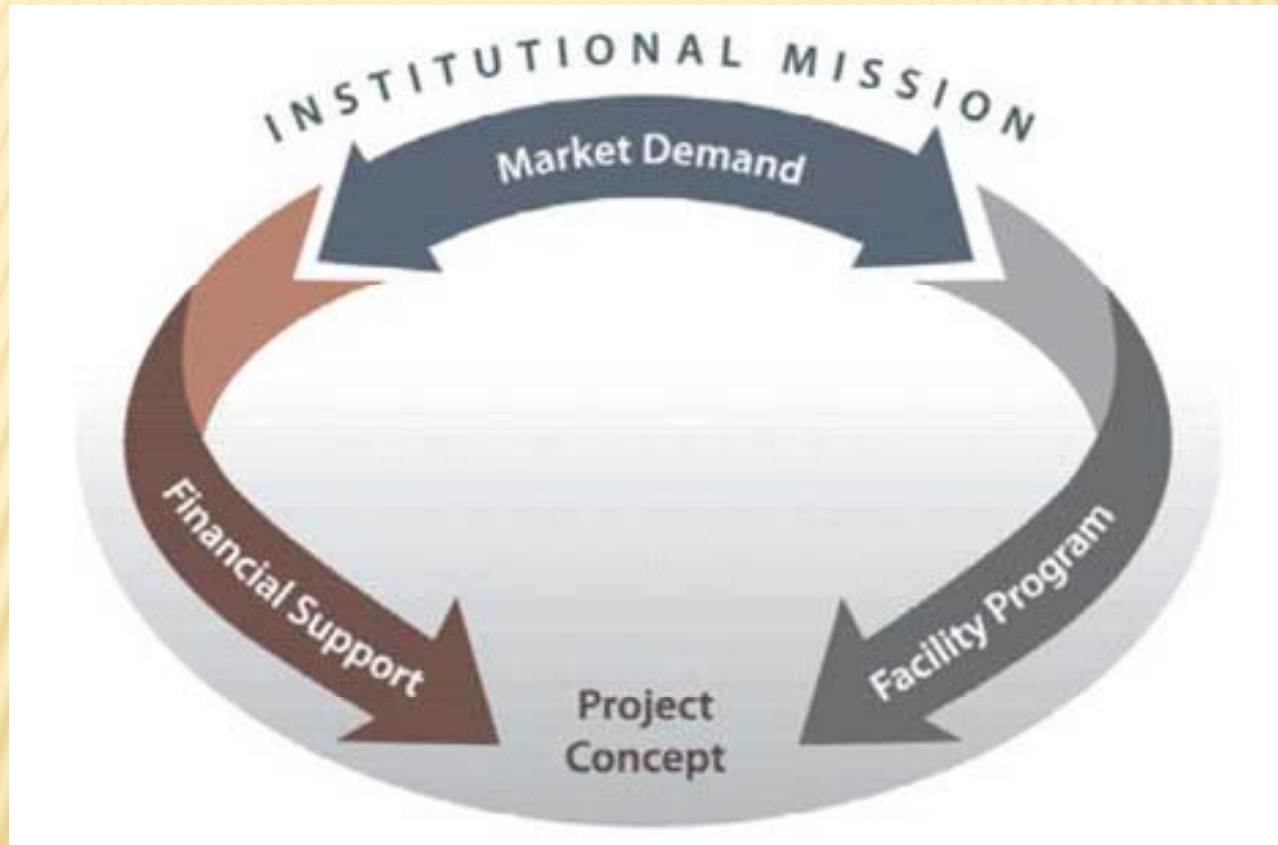 INSTITUTIONAL MISSION
Market Demand
Financial Support
Facility Program
Project
Concept